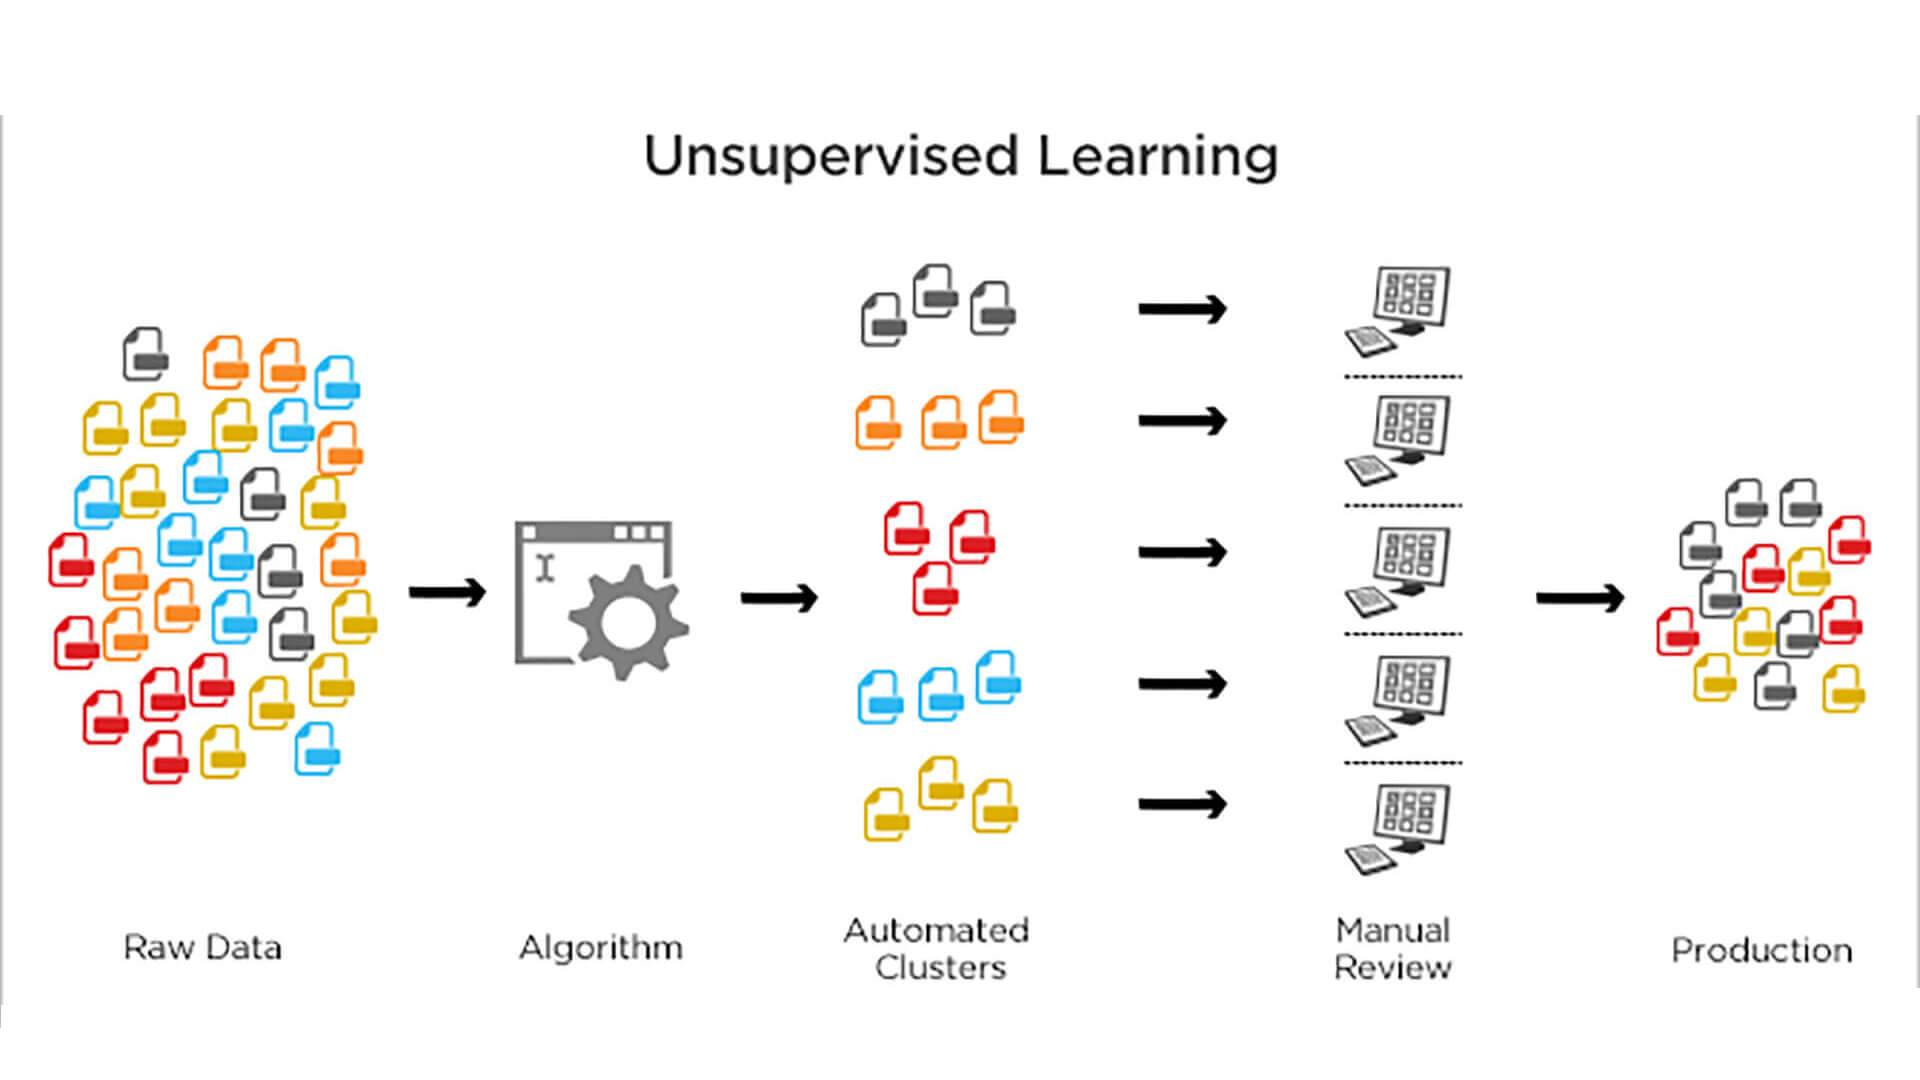 Unsupervised Learning
Raw Data
Algorithm
Automated
Clusters
Manual
Review
Production